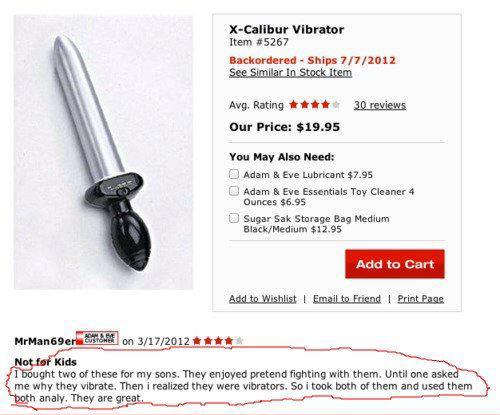 X-Calibur Vibrator
Item #5267
Backordered - Ships 7/7/2012
See Similar In Stock Item
Avg. Rating 30 reviews
Our Price: $19.95
You May Also Need:
Adam & Eve Lubricant $7.95
Adam & Eve Essentials Toy Cleaner 4
Ounces $6.95
Sugar Sak Storage Bag Medium
Black/Medium $12.95
Add to Cart
Add to Wishlist | Email to Friend | Print Page
MrMan69er ADAM & EVE CUSTOMER on 3/17/2012
Not for Kids
I bought two of these for my sons. They enjoyed pretend fighting with them. Until one asked
me why they vibrate. Then i realized they were vibrators. So i took both of them and used them
both analy. They are great.